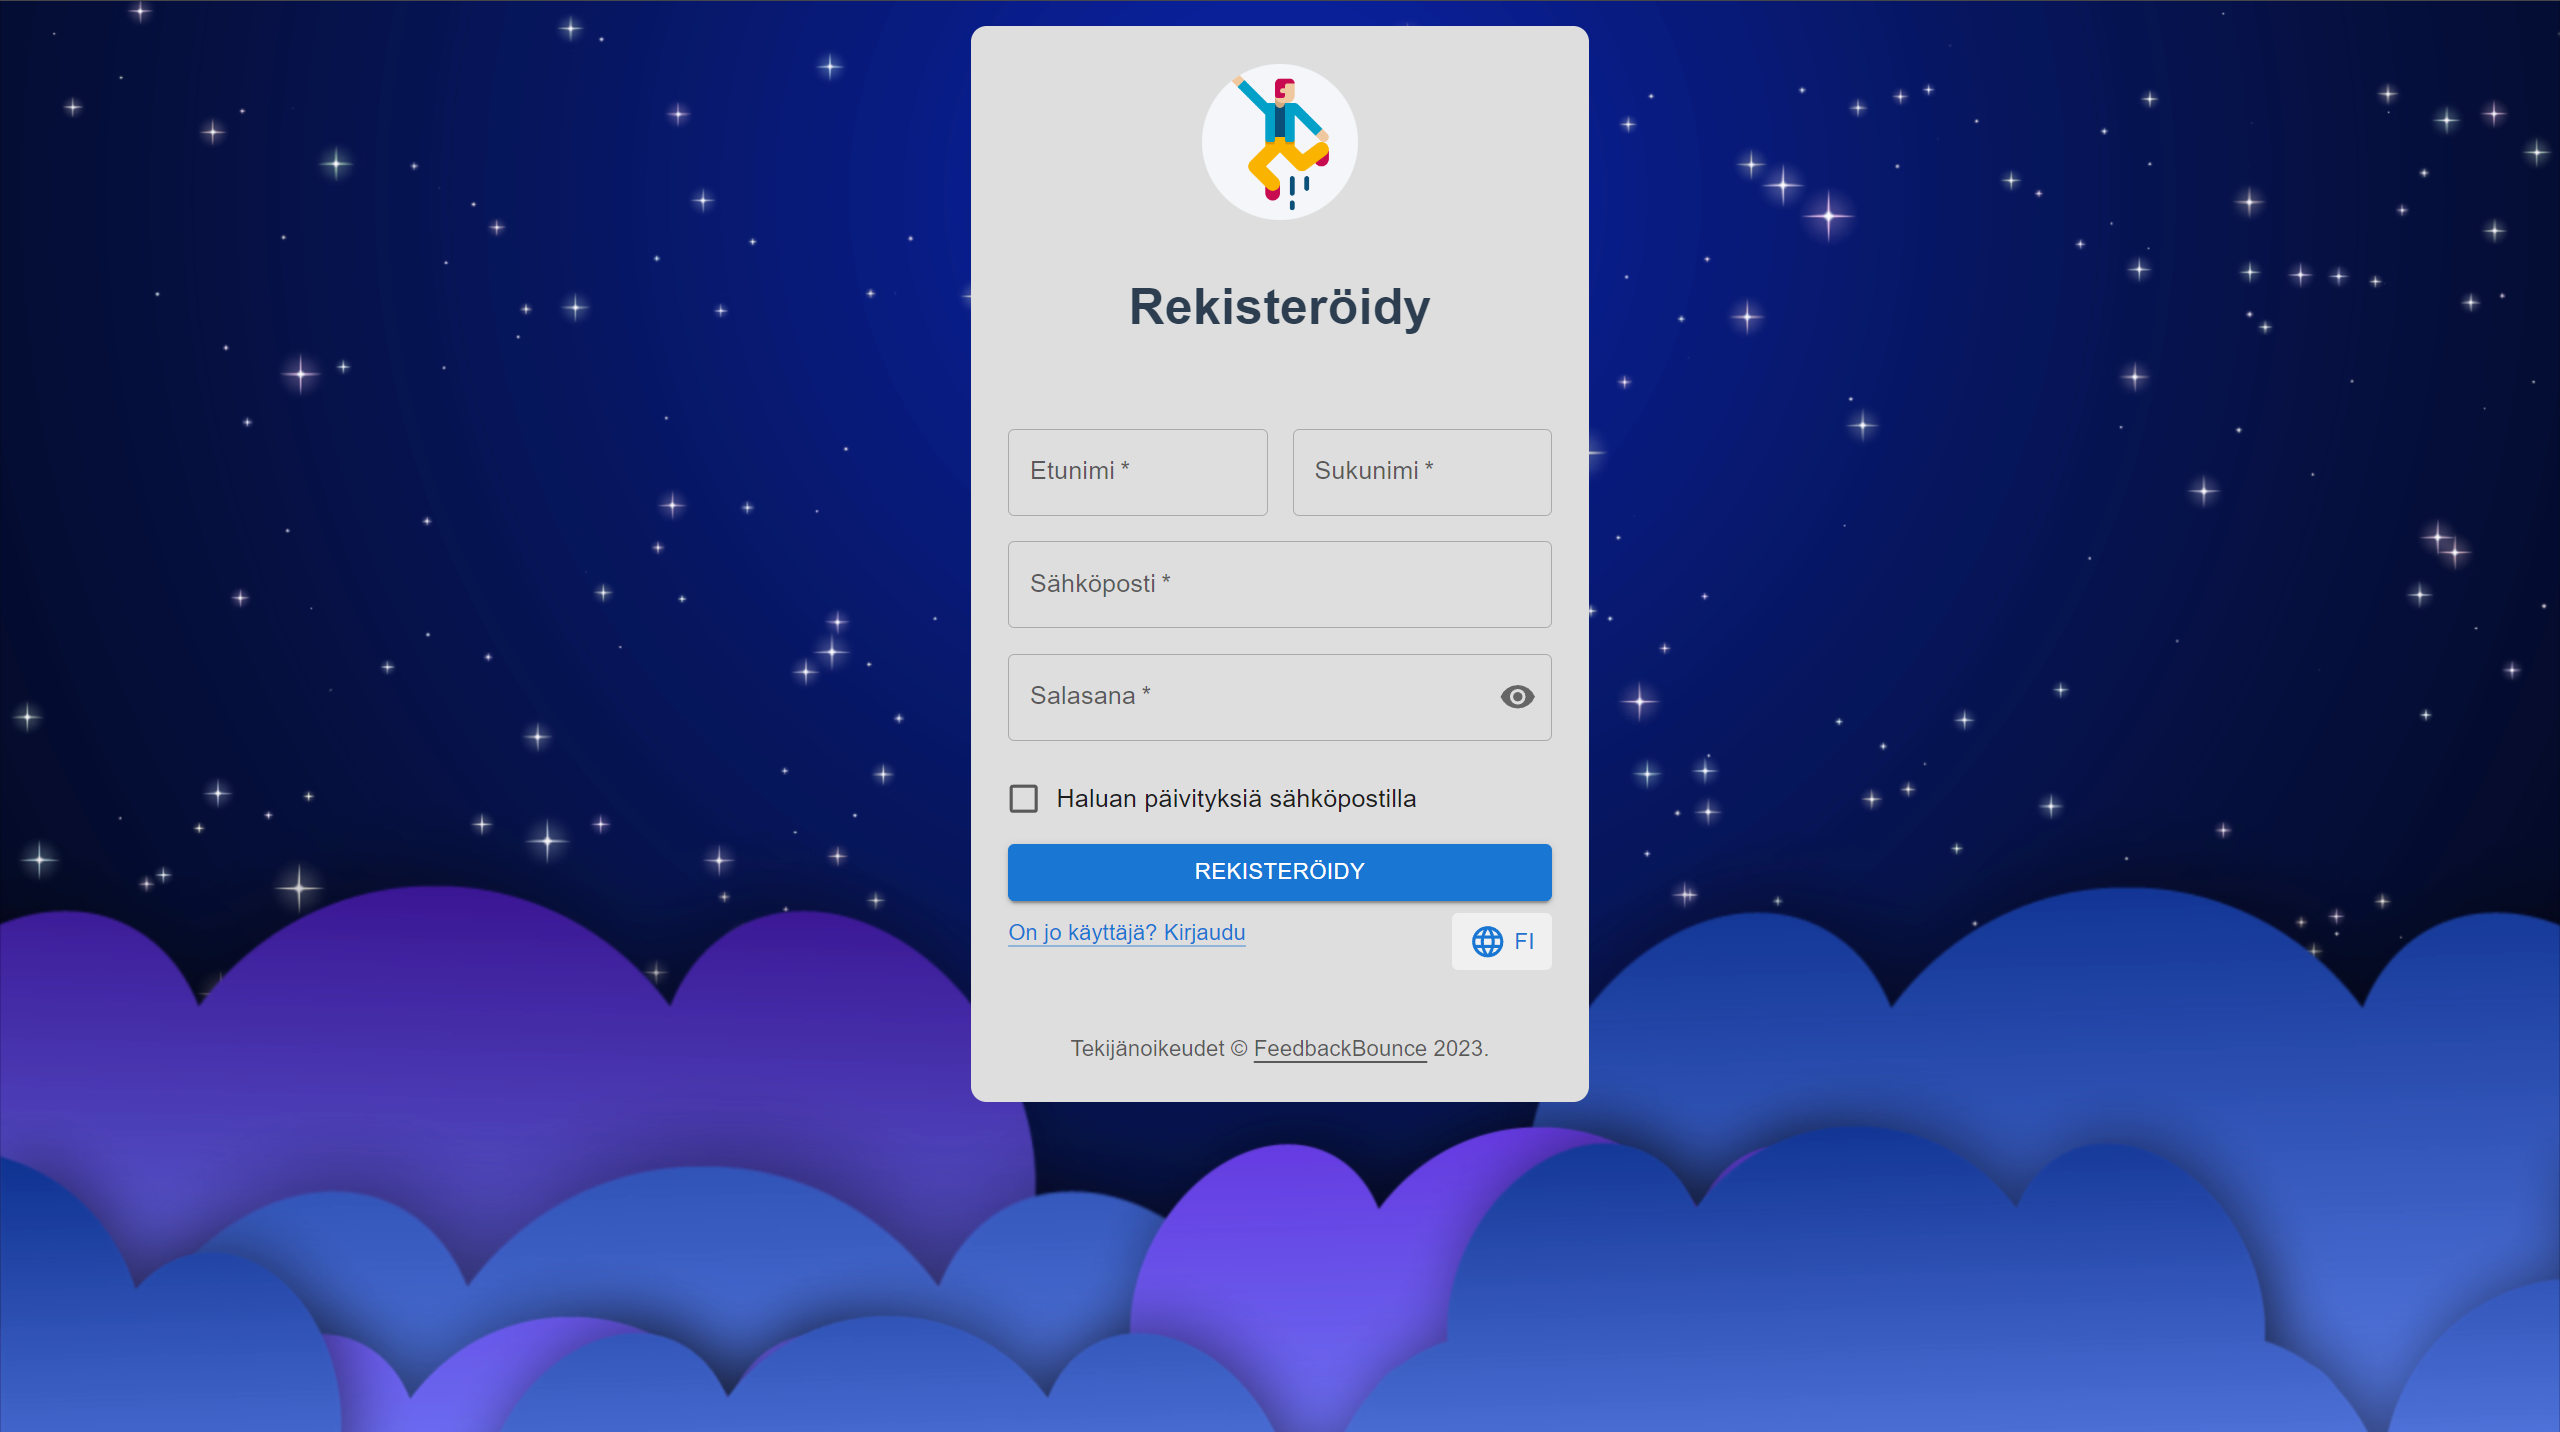 Rekisteröidy
Etunimi *
Sukunimi *
Sähköposti *
Salasana *
Haluan päivityksiä sähköpostilla
REKISTERÖIDY
On jo käyttäjä? Kirjaudu
FI
Tekijänoikeudet © FeedbackBounce 2023.